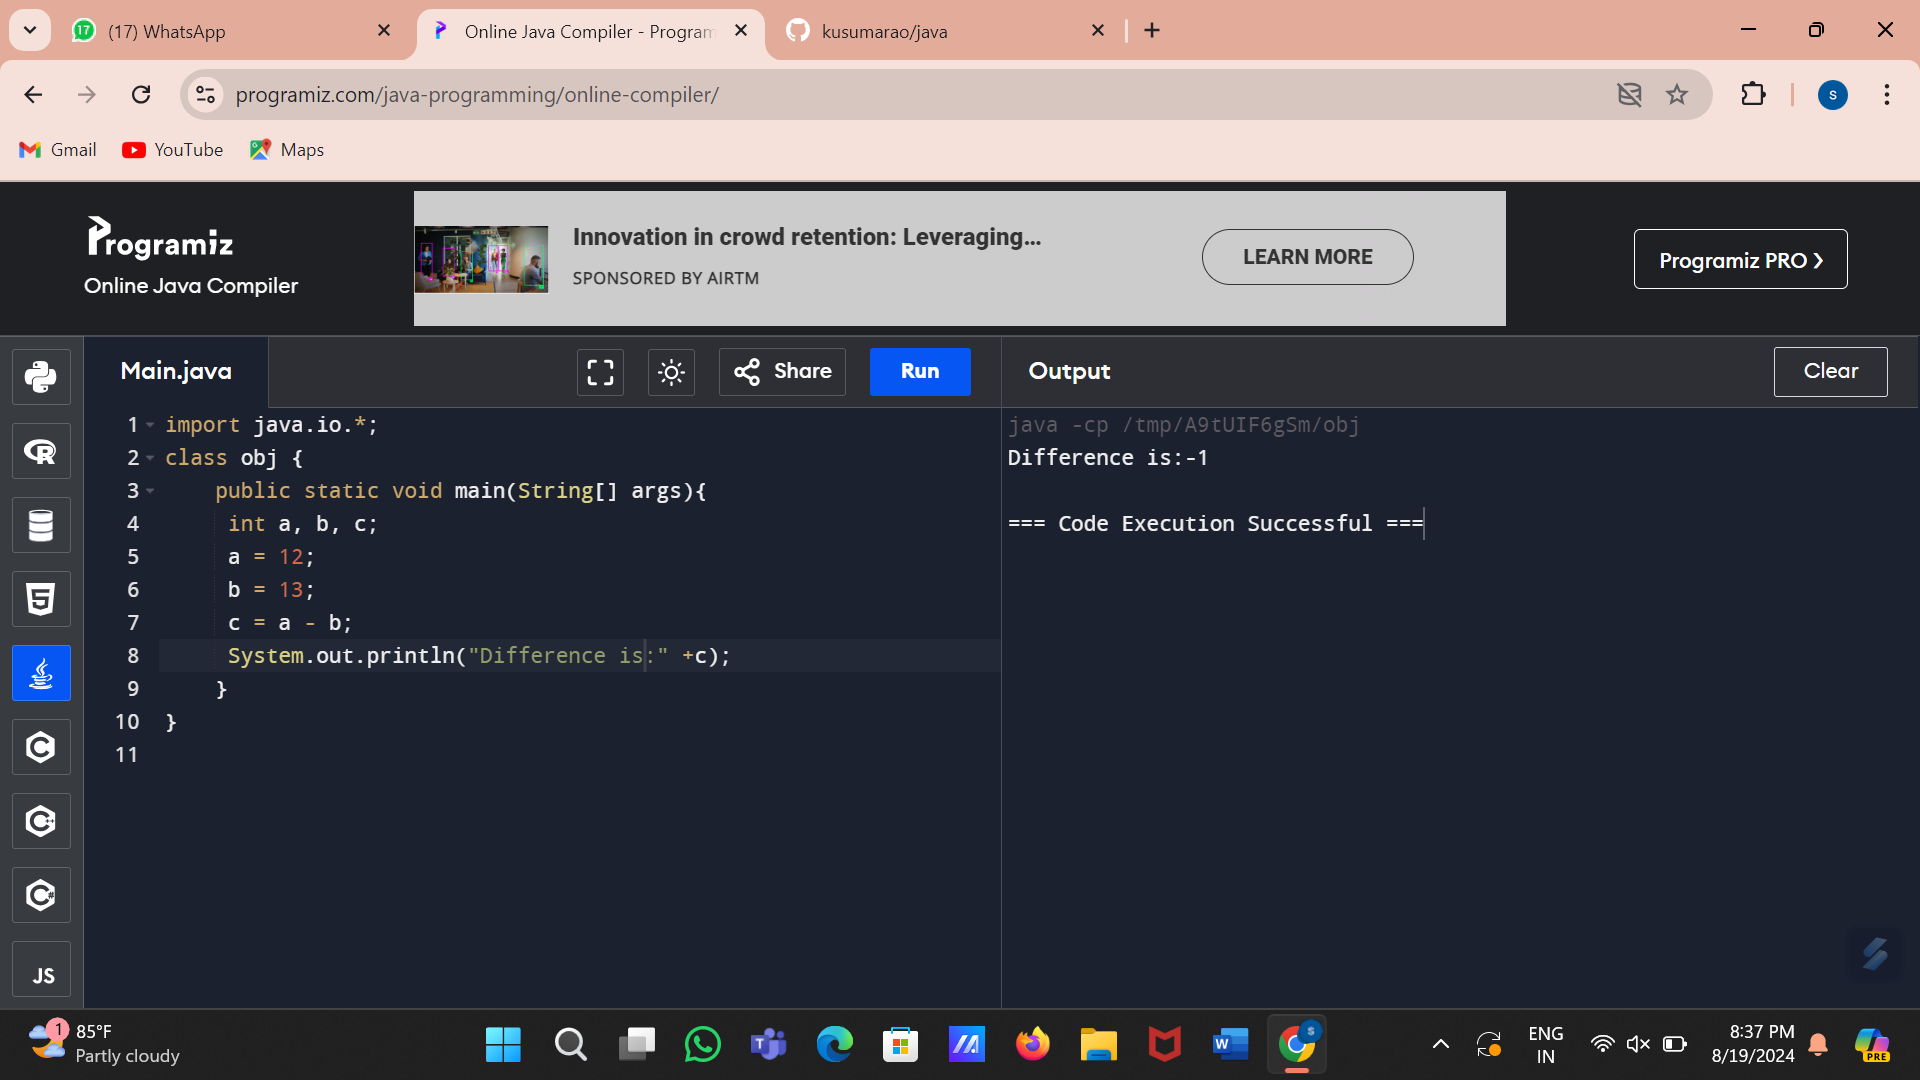 17 (17) WhatsApp
Online Java Compiler - Program
kusumarao/java
programiz.com/java-programming/online-compiler/
s
Gmail
YouTube
Maps
Programiz
Online Java Compiler
Innovation in crowd retention: Leveraging...
SPONSORED BY AIRTM
LEARN MORE
Programiz PRO ❯
Main.java
Share
Run
Output
Clear
1 import java.io.*;
2 class obj {
3 public static void main(String[] args){
4 int a, b, c;
5 a = 12;
6 b = 13;
7 c = a - b;
8 System.out.println("Difference is:" +c);
9 }
10 }
11
java -cp /tmp/A9tUIF6gSm/obj
Difference is:-1
=== Code Execution Successful ===
R
5
C
C++
C#
JS
1
85°F
Partly cloudy
T
W
S
ENG
IN
8:37 PM
8/19/2024
PRE